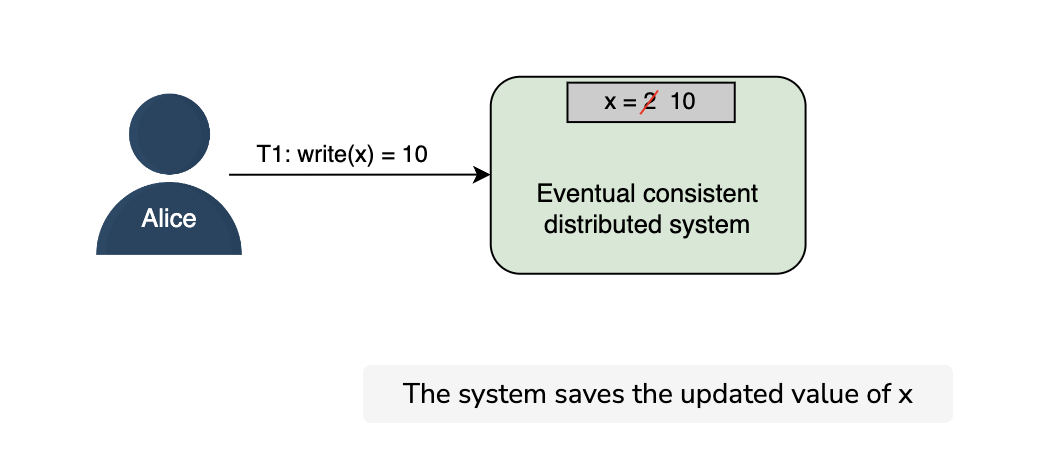 x = 2 10
T1: write(x) = 10
Alice
Eventual consistent
distributed system
The system saves the updated value of x